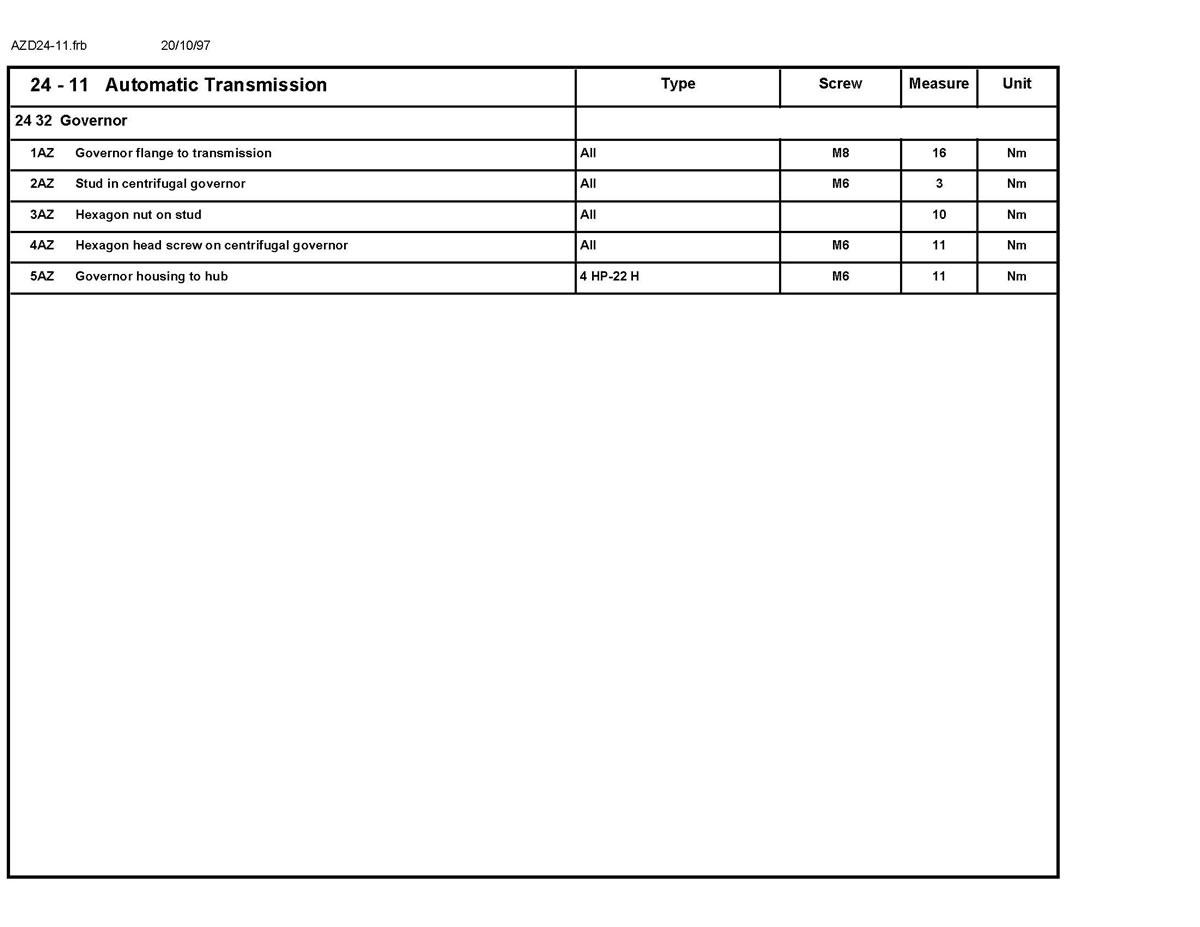 AZD24-11.frb 20/10/97
24 - 11 Automatic Transmission Type Screw Measure Unit
24 32 Governor
1AZ Governor flange to transmission All M8 16 Nm
2AZ Stud in centrifugal governor All M6 3 Nm
3AZ Hexagon nut on stud All 10 Nm
4AZ Hexagon head screw on centrifugal governor All M6 11 Nm
5AZ Governor housing to hub 4 HP-22 H M6 11 Nm